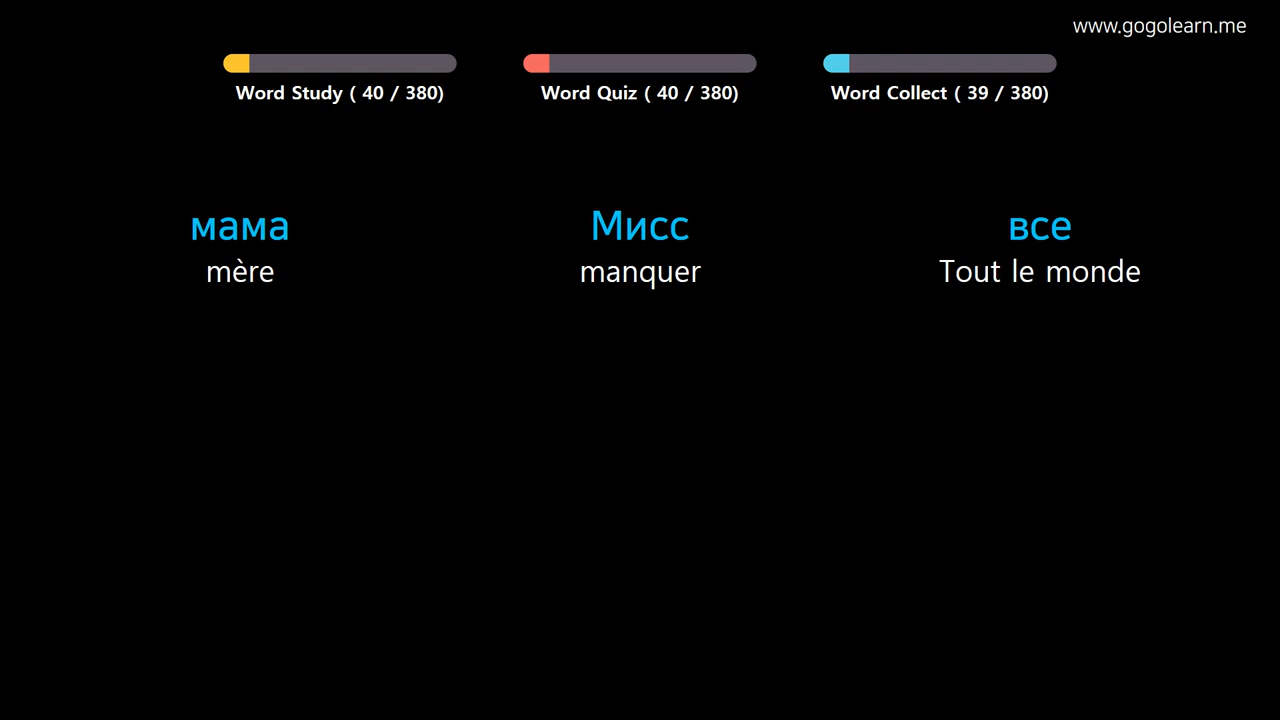 www.gogolearn.me
Word Study ( 40 / 380)
Word Quiz ( 40 / 380)
Word Collect ( 39 / 380)
мама
mère
Мисс
manquer
все
Tout le monde